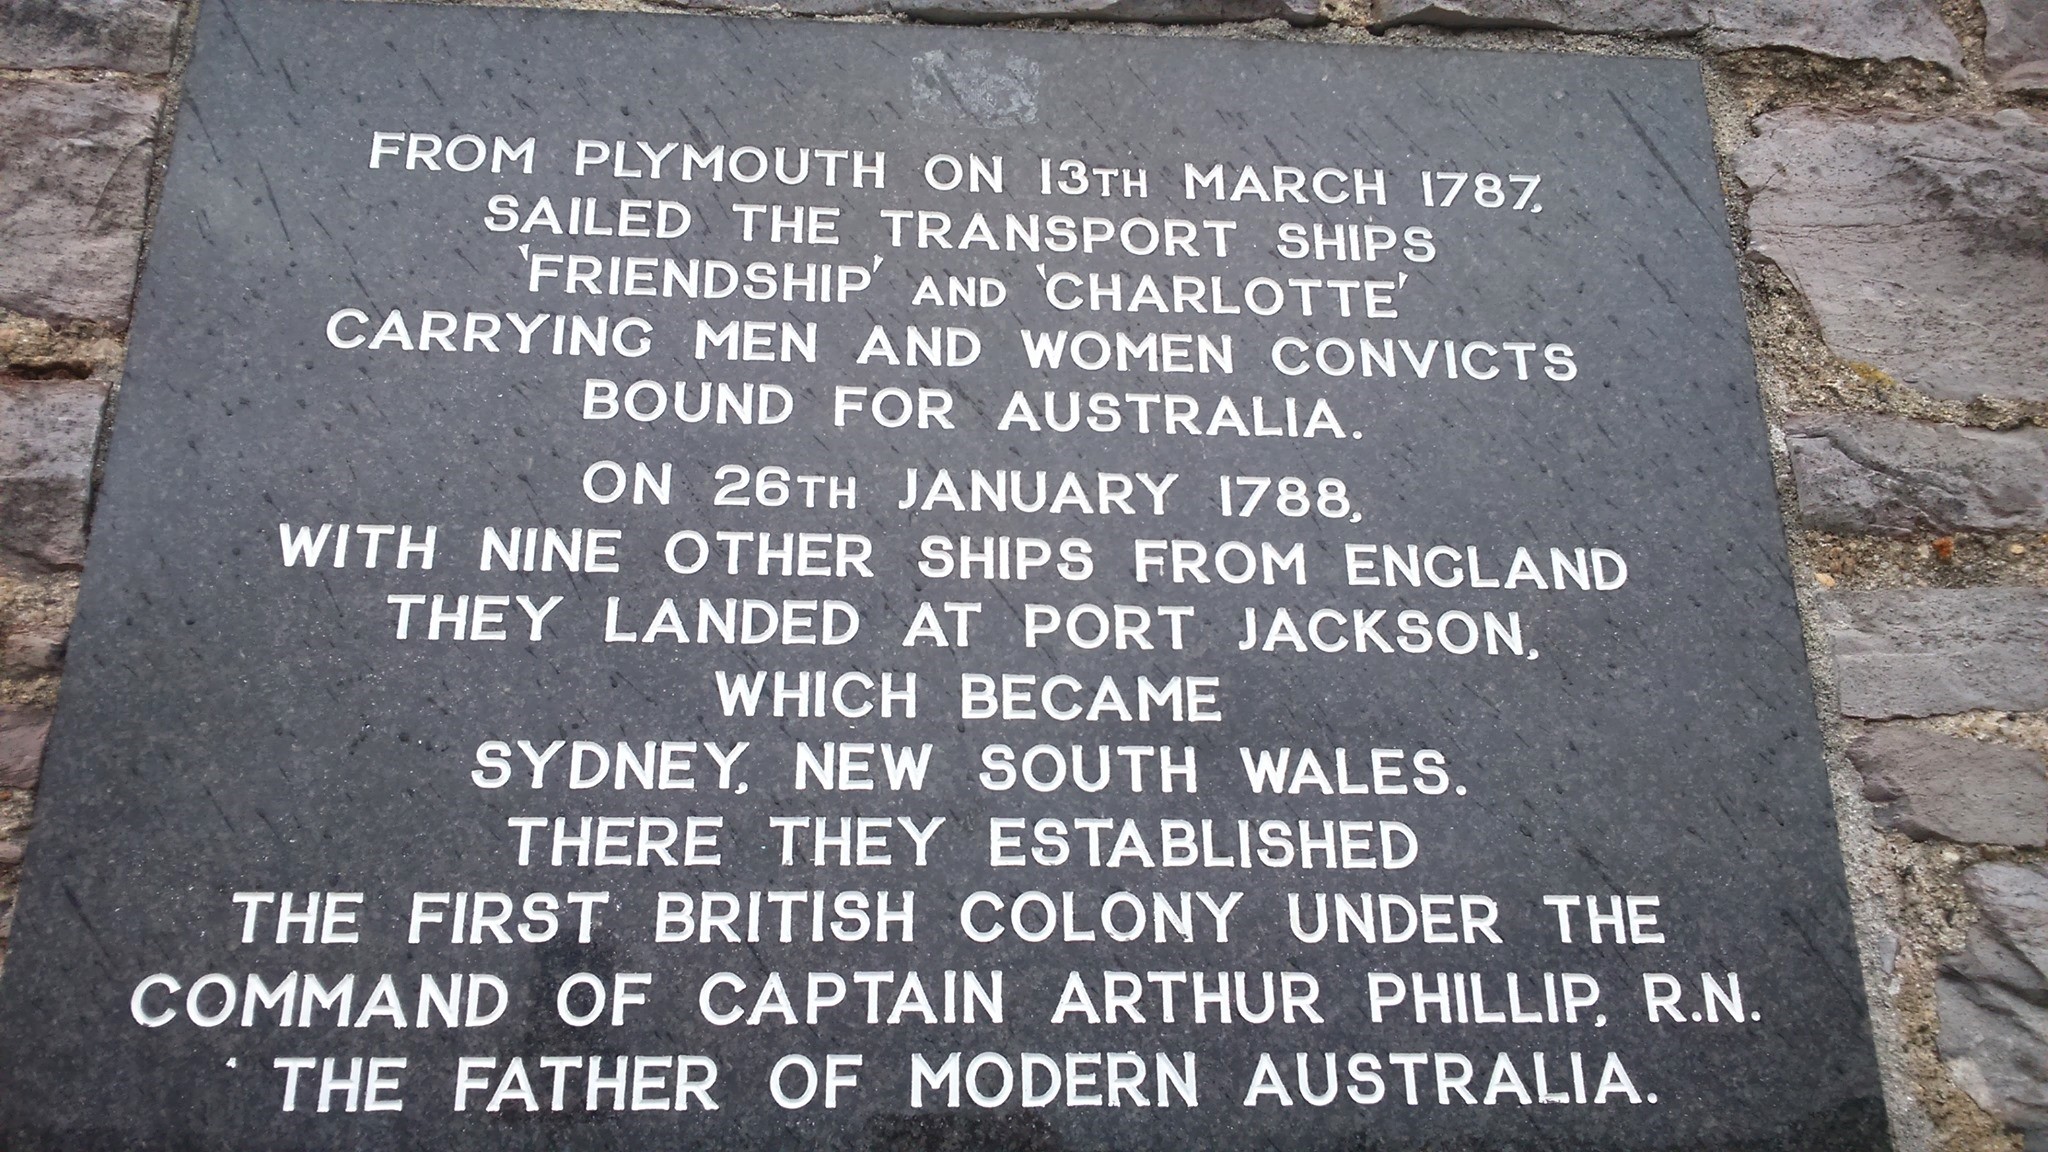 FROM PLYMOUTH ON 13TH MARCH 1787,
SAILED THE TRANSPORT SHIPS
'FRIENDSHIP' AND 'CHARLOTTE'
CARRYING MEN AND WOMEN CONVICTS
BOUND FOR AUSTRALIA.
ON 26TH JANUARY 1788,
WITH NINE OTHER SHIPS FROM ENGLAND
THEY LANDED AT PORT JACKSON,
WHICH BECAME
SYDNEY, NEW SOUTH WALES.
THERE THEY ESTABLISHED
THE FIRST BRITISH COLONY UNDER THE
COMMAND OF CAPTAIN ARTHUR PHILLIP, R.N.
THE FATHER OF MODERN AUSTRALIA.